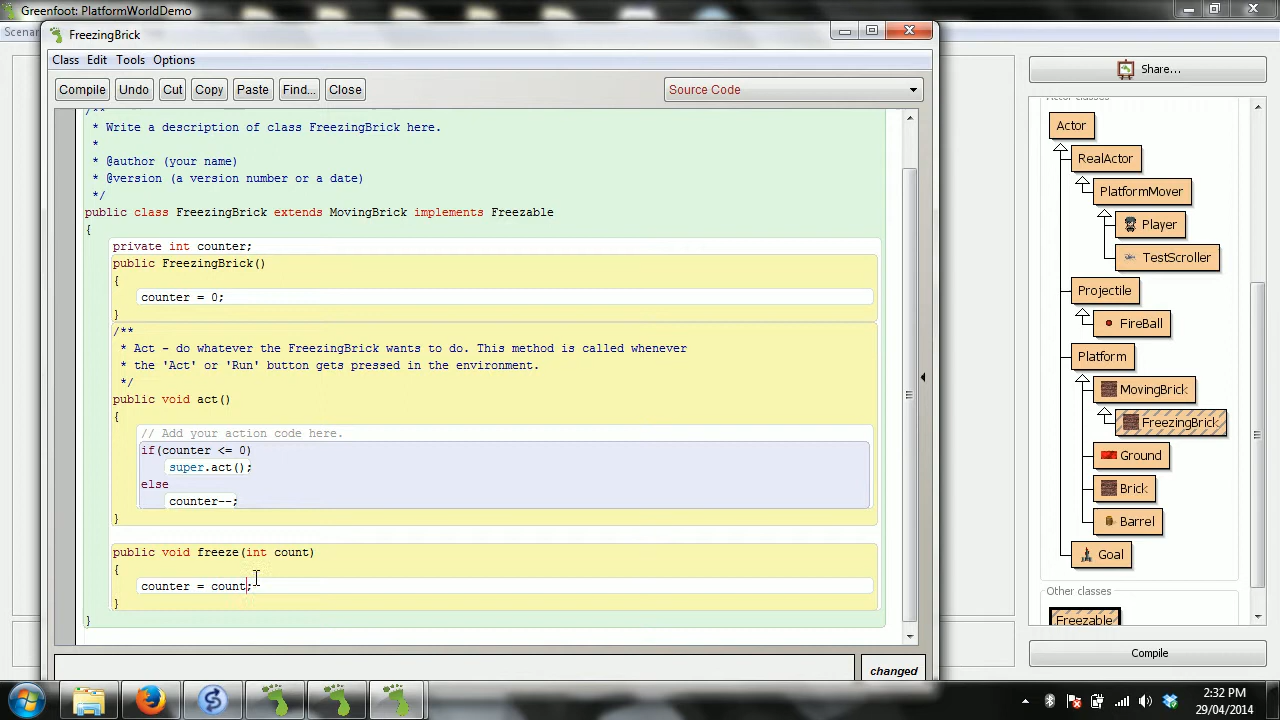 Greenfoot: PlatformWorldDemo
Scenar
FreezingBrick
Class Edit Tools Options
Compile Undo Cut Copy Paste Find... Close Source Code
/**
* Write a description of class FreezingBrick here.
*
* @author (your name)
* @version (a version number or a date)
*/
public class FreezingBrick extends MovingBrick implements Freezable
{
private int counter;
public FreezingBrick()
{
counter = 0;
}
/**
* Act - do whatever the FreezingBrick wants to do. This method is called whenever
* the 'Act' or 'Run' button gets pressed in the environment.
*/
public void act()
{
// Add your action code here.
if(counter <= 0)
super.act();
else
counter--;
}
public void freeze(int count)
{
counter = count;
}
}
changed
Share...
Actor classes
Actor
RealActor
PlatformMover
Player
TestScroller
Projectile
FireBall
Platform
MovingBrick
FreezingBrick
Ground
Brick
Barrel
Goal
Other classes
Freezable
Compile
2:32 PM
29/04/2014